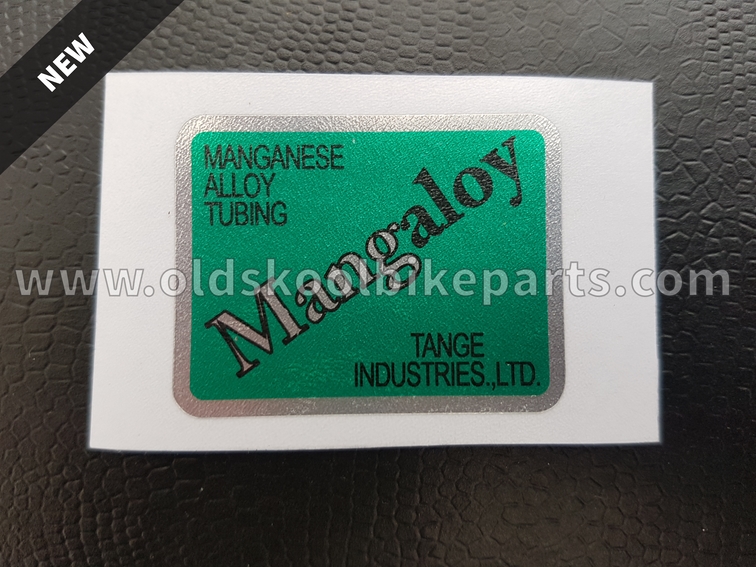 NEW
MANGANESE
ALLOY
TUBING
Mangaloy
www.oldskoolbikeparts.com
TANGE
INDUSTRIES.,LTD.